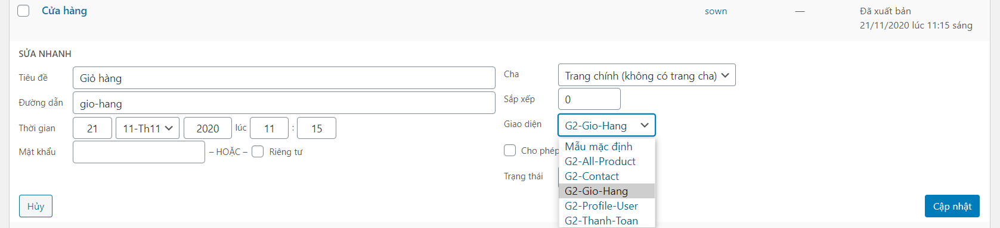 Cửa hàng
sown
—
Đã xuất bản
21/11/2020 lúc 11:15 sáng
SỬA NHANH
Tiêu đề
Giỏ hàng
Đường dẫn
gio-hang
Thời gian
21
11-Th11
2020
lúc
11
:
15
Mật khẩu
– HOẶC –
Riêng tư
Cha
Trang chính (không có trang cha)
Sắp xếp
0
Giao diện
G2-Gio-Hang
Mẫu mặc định
G2-All-Product
G2-Contact
G2-Gio-Hang
G2-Profile-User
G2-Thanh-Toan
Cho phép
Trạng thái
Hủy
Cập nhật